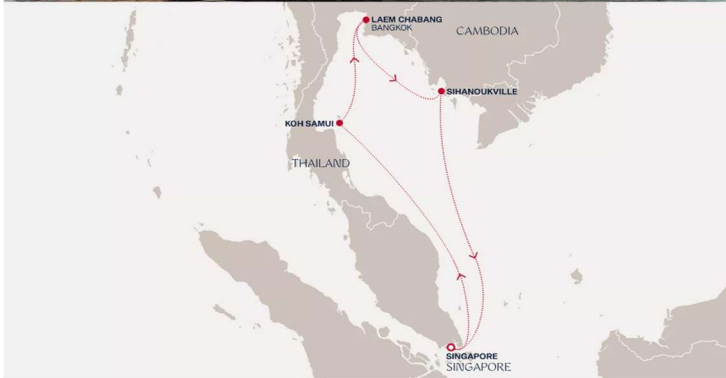 LAEM CHABANG
BANGKOK
CAMBODIA
SIHANOUKVILLE
KOH SAMUI
THAILAND
SINGAPORE
SINGAPORE